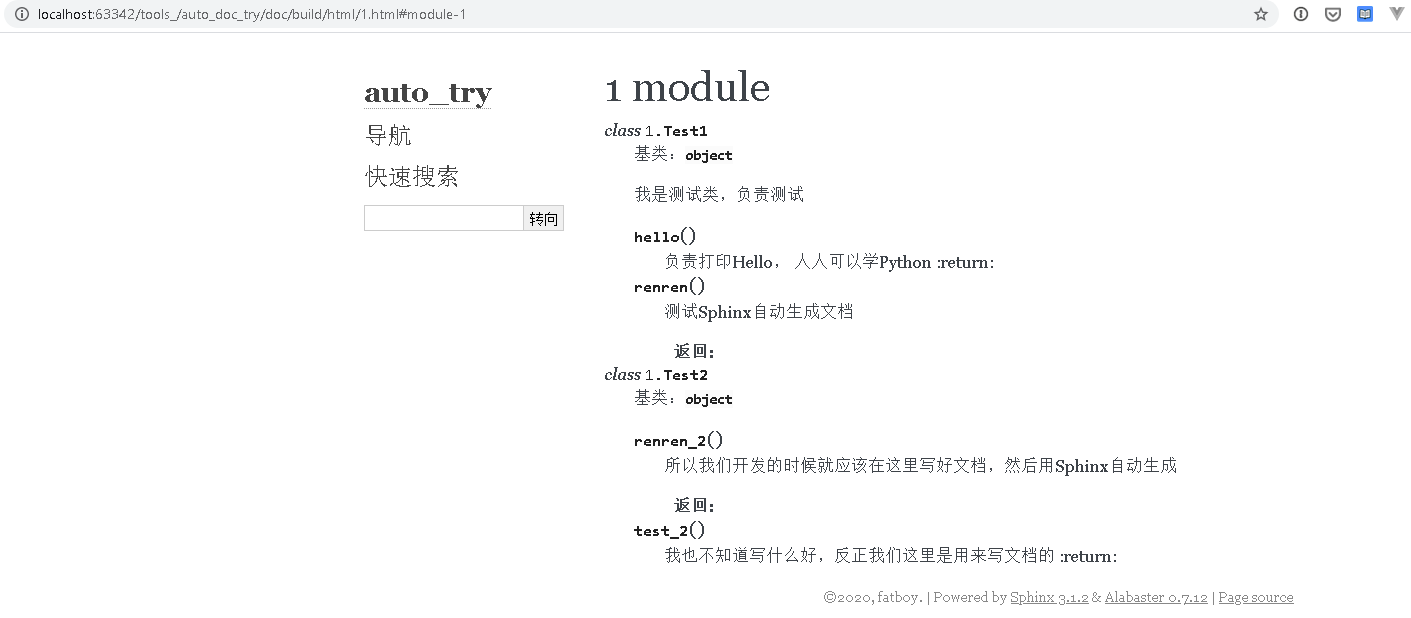 localhost:63342/tools_/auto_doc_try/doc/build/html/1.html#module-1
auto_try
导航
快速搜索
转向
1 module
class 1.Test1
基类：object
我是测试类，负责测试
hello()
负责打印Hello， 人人可以学Python :return:
renren()
测试Sphinx自动生成文档
返回：
class 1.Test2
基类：object
renren_2()
所以我们开发的时候就应该在这里写好文档，然后用Sphinx自动生成
返回：
test_2()
我也不知道写什么好，反正我们这里是用来写文档的 :return:
©2020, fatboy. | Powered by Sphinx 3.1.2 & Alabaster 0.7.12 | Page source